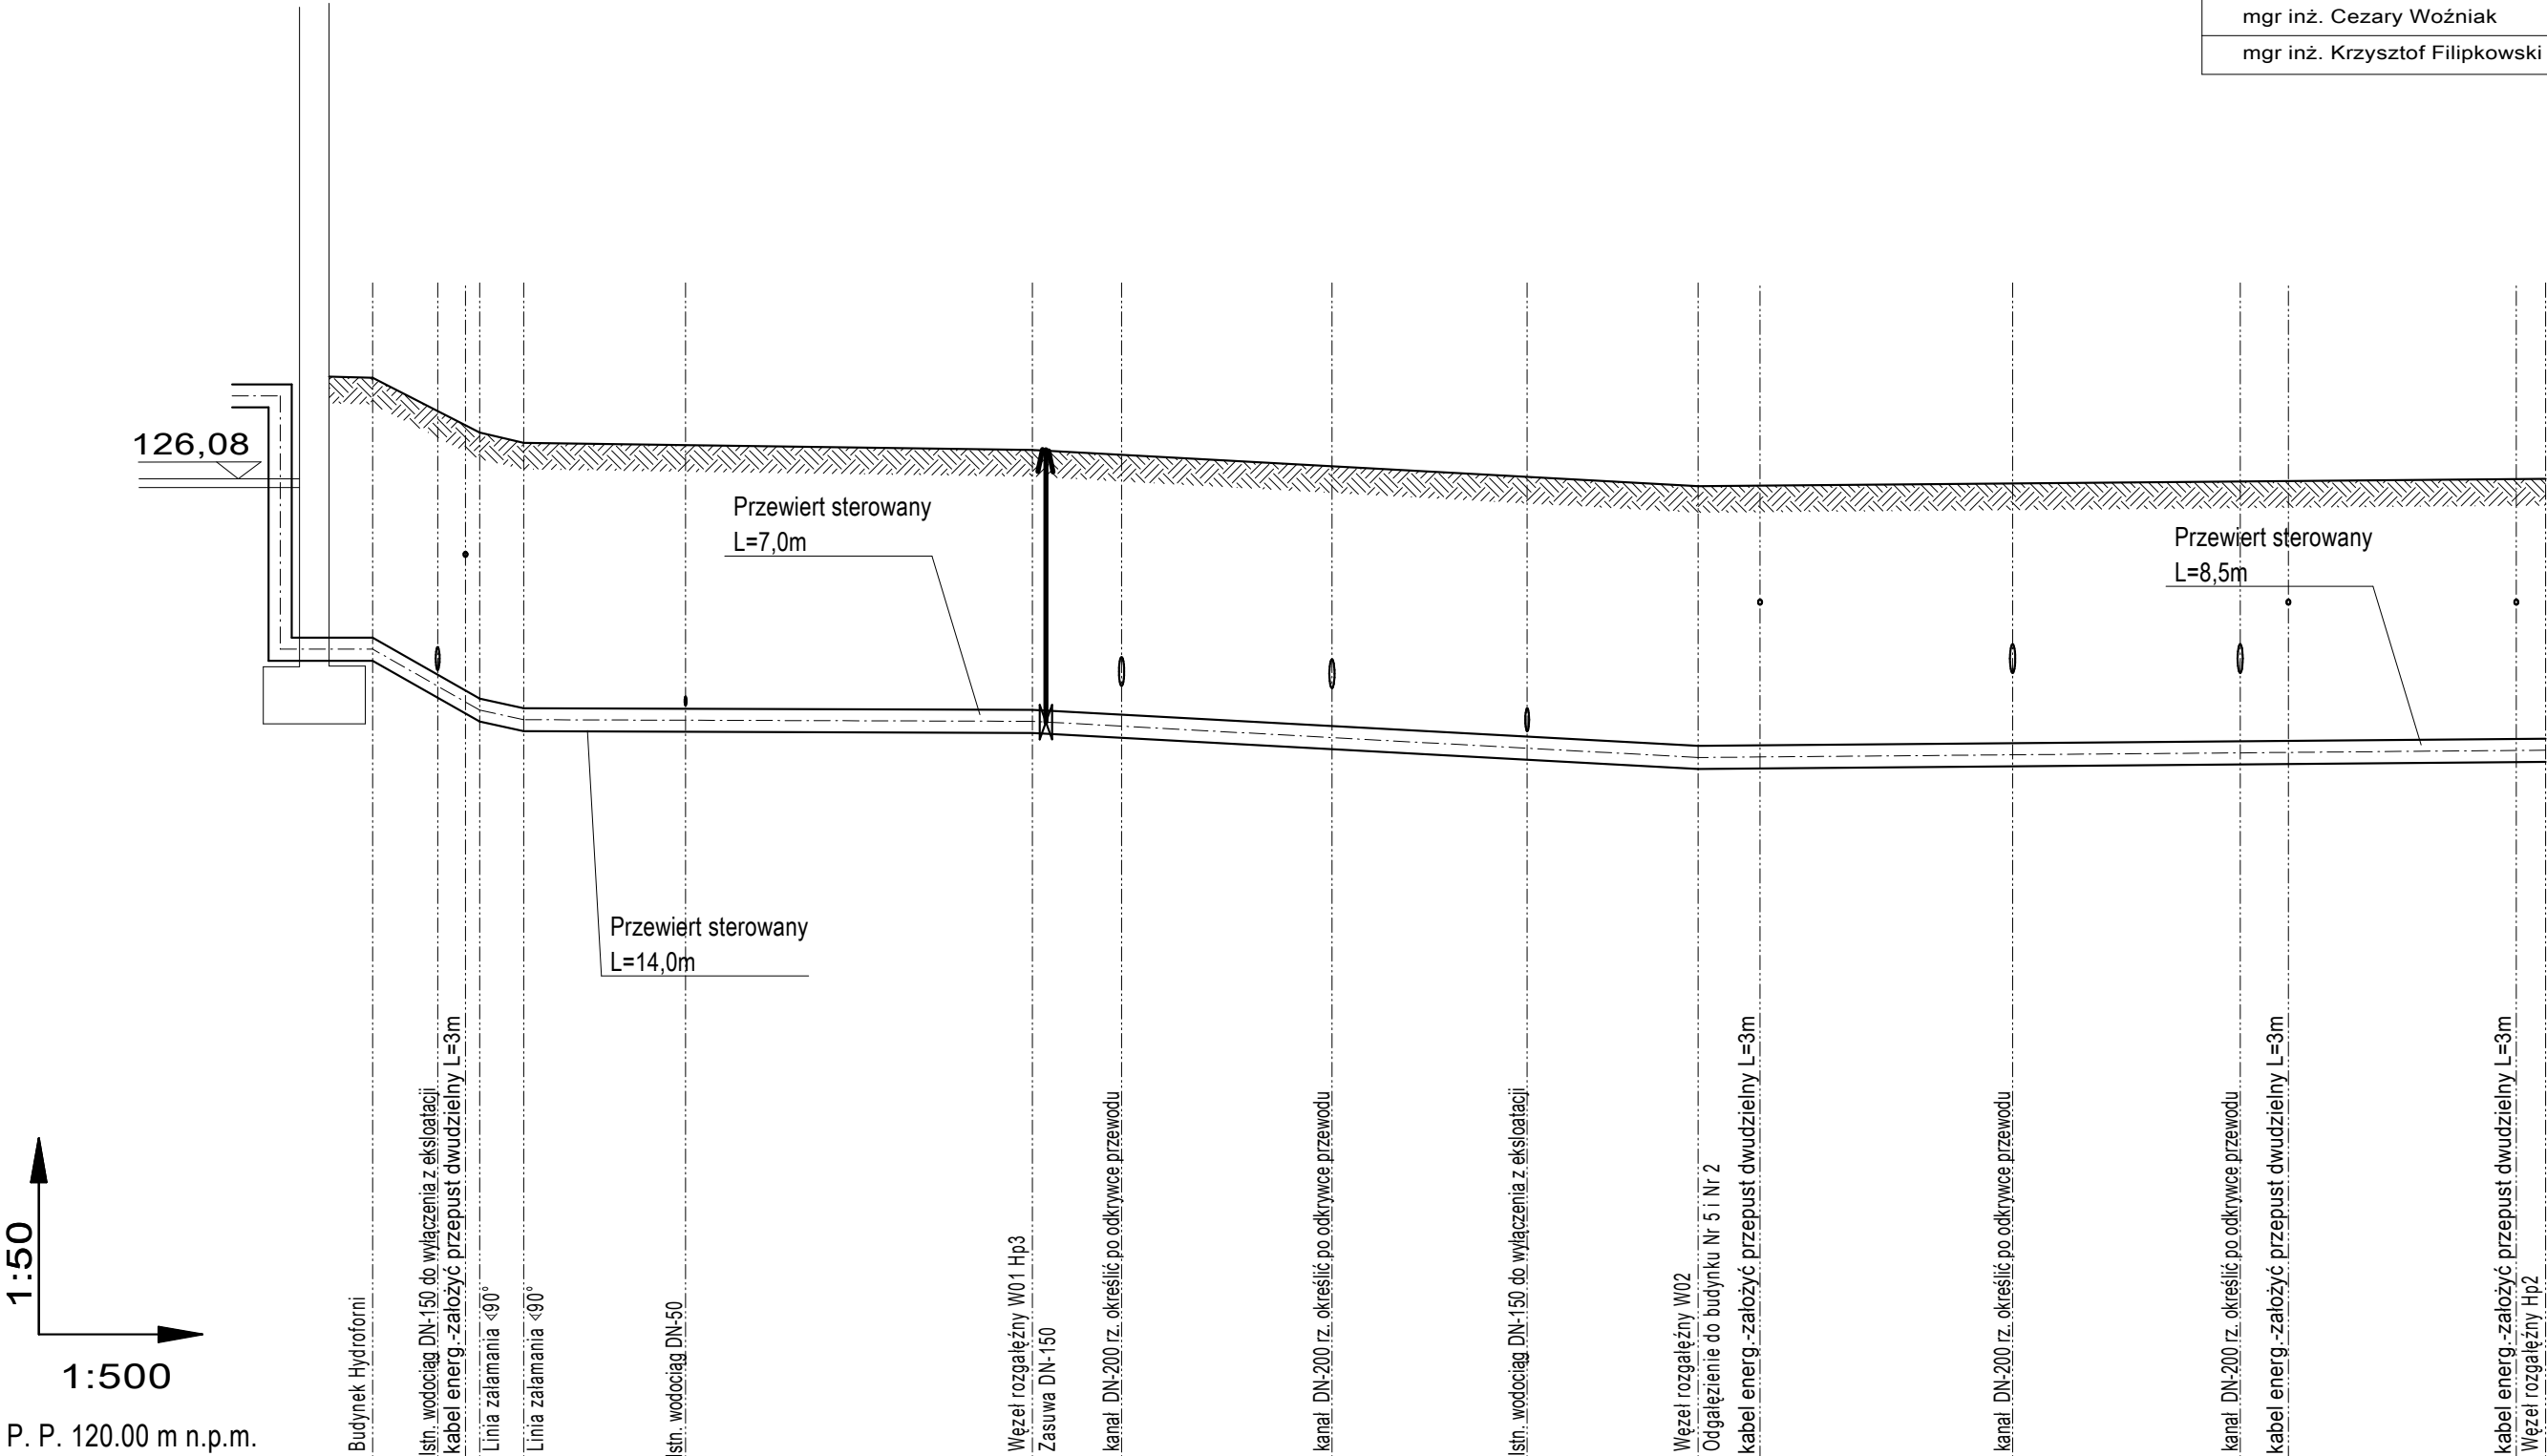 mgr inż. Cezary Woźniak
mgr inż. Krzysztof Filipkowski
126,08
Przewiert sterowany
L=7,0m
Przewiert sterowany
L=8,5m
Przewiert sterowany
L=14,0m
1:50
1:500
P. P. 120.00 m n.p.m.
Budynek Hydroforni
Istn. wodociąg DN-150 do wyłączenia z eksloatacji
kabel energ.-założyć przepust dwudzielny L=3m
Linia załamania <90°
Linia załamania <90°
Istn. wodociąg DN-50
Węzeł rozgałęźny W01 Hp3
Zasuwa DN-150
kanał DN-200 rz. określić po odkrywce przewodu
kanał DN-200 rz. określić po odkrywce przewodu
Istn. wodociąg DN-150 do wyłączenia z eksloatacji
Węzeł rozgałęźny W02
Odgałęzienie do budynku Nr 5 i Nr 2
kabel energ.-założyć przepust dwudzielny L=3m
kanał DN-200 rz. określić po odkrywce przewodu
kanał DN-200 rz. określić po odkrywce przewodu
kabel energ.-założyć przepust dwudzielny L=3m
kabel energ.-założyć przepust dwudzielny L=3m
Węzeł rozgałęźny Hp2